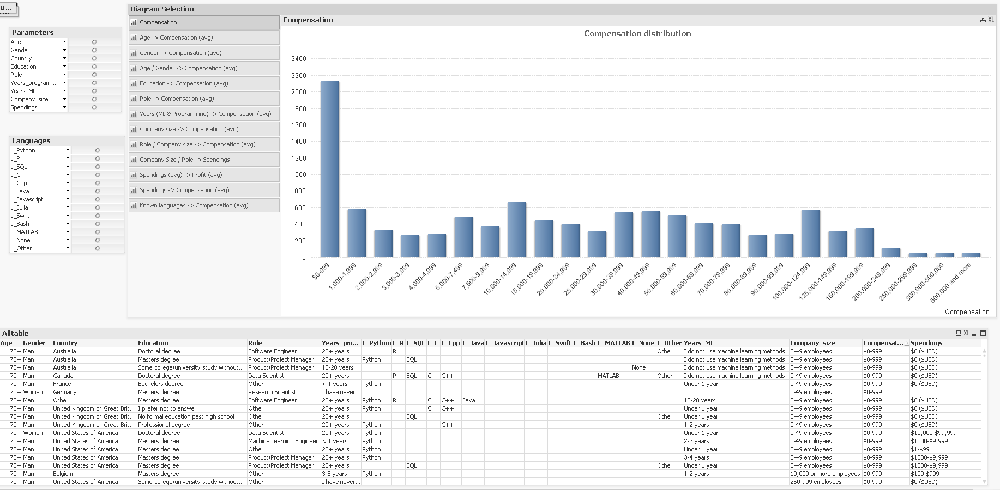 u...
Parameters
Age
Gender
Country
Education
Role
Years_program...
Years_ML
Company_size
Spendings
Languages
L_Python
L_R
L_SQL
L_C
L_Cpp
L_Java
L_Javascript
L_Julia
L_Swift
L_Bash
L_MATLAB
L_None
L_Other
Diagram Selection
Compensation
Age -> Compensation (avg)
Gender -> Compensation (avg)
Age / Gender -> Compensation (avg)
Education -> Compensation (avg)
Role -> Compensation (avg)
Years (ML & Programming) -> Compensation (avg)
Company size -> Compensation (avg)
Role / Company size -> Compensation (avg)
Company Size / Role -> Spendings
Spendings (avg) -> Profit (avg)
Spendings -> Compensation (avg)
Known languages -> Compensation (avg)
Compensation XL
Compensation distribution
2400
2200
2000
1800
1600
1400
1200
1000
800
600
400
200
0
$0-999
1,000-1,999
2,000-2,999
3,000-3,999
4,000-4,999
5,000-7,499
7,500-9,999
10,000-14,999
15,000-19,999
20,000-24,999
25,000-29,999
30,000-39,999
40,000-49,999
50,000-59,999
60,000-69,999
70,000-79,999
80,000-89,999
90,000-99,999
100,000-124,999
125,000-149,999
150,000-199,999
200,000-249,999
250,000-299,999
300,000-500,000
500,000 and more
Compensation
Alltable XL
Age Gender Country Education Role Years_pro... L_Python L_R L_SQL L_C L_Cpp L_Java L_Javascript L_Julia L_Swift L_Bash L_MATLAB L_None L_Other Years_ML Company_size Compensat... Spendings
70+ Man Australia Doctoral degree Software Engineer 20+ years R Other I do not use machine learning methods 0-49 employees $0-999 $0 ($USD)
70+ Man Australia Masters degree Product/Project Manager 20+ years Python SQL I do not use machine learning methods 0-49 employees $0-999 $0 ($USD)
70+ Man Australia Some college/university study without... Product/Project Manager 10-20 years None I do not use machine learning methods 0-49 employees $0-999 $0 ($USD)
70+ Man Canada Doctoral degree Data Scientist 20+ years R SQL C C++ MATLAB Other I do not use machine learning methods 0-49 employees $0-999 $0 ($USD)
70+ Man France Bachelors degree Other < 1 years Python Under 1 year 0-49 employees $0-999 $0 ($USD)
70+ Woman Germany Masters degree Research Scientist I have never... 0-49 employees $0-999
70+ Man Other Masters degree Software Engineer 20+ years Python R C C++ Java 10-20 years 0-49 employees $0-999 $0 ($USD)
70+ Man United Kingdom of Great Brit... I prefer not to answer Other 20+ years Python C C++ Under 1 year 0-49 employees $0-999 $0 ($USD)
70+ Man United Kingdom of Great Brit... No formal education past high school Other 20+ years SQL Other Under 1 year 0-49 employees $0-999 $0 ($USD)
70+ Man United Kingdom of Great Brit... Professional degree Other 20+ years Python C++ 1-2 years 0-49 employees $0-999 $0 ($USD)
70+ Woman United States of America Doctoral degree Data Scientist 20+ years Python Under 1 year 0-49 employees $0-999 $10,000-$99,999
70+ Man United States of America Masters degree Machine Learning Engineer < 1 years Python 2-3 years 0-49 employees $0-999 $1000-$9,999
70+ Man United States of America Masters degree Other 20+ years Python Under 1 year 0-49 employees $0-999 $1-$99
70+ Man United States of America Masters degree Product/Project Manager 20+ years Python 3-4 years 0-49 employees $0-999 $1000-$9,999
70+ Man United States of America Masters degree Product/Project Manager 20+ years SQL Other Under 1 year 0-49 employees $0-999 $1000-$9,999
70+ Man Belgium Masters degree Other 3-5 years Python 1-2 years 10,000 or more employees $0-999 $100-$999
70+ Man United States of America Some college/university study without... Other I have never... 250-999 employees $0-999 $0 ($USD)